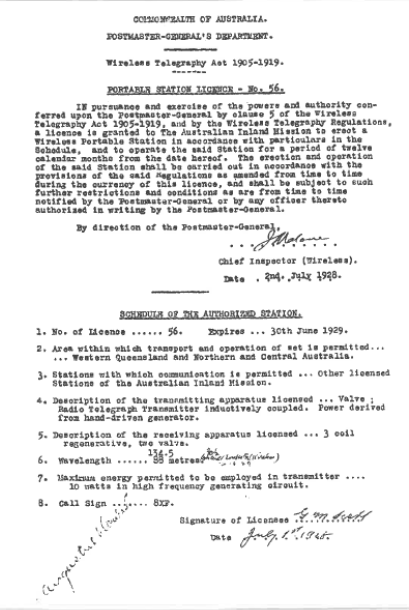 COMMONWEALTH OF AUSTRALIA.
POSTMASTER-GENERAL'S DEPARTMENT.
Wireless Telegraphy Act 1905-1919.
PORTABLE STATION LICENCE - No. 56.
IN pursuance and exercise of the powers and authority con-
ferred upon the Postmaster-General by clause 5 of the Wireless
Telegraphy Act 1905-1919, and by the Wireless Telegraphy Regulations,
a licence is granted to The Australian Inland Mission to erect a
Wireless Portable Station in accordance with particulars in the
Schedule, and to operate the said Station for a period of twelve
calendar months from the date hereof. The erection and operation
of the said Station shall be carried out in accordance with the
provisions of the said Regulations as amended from time to time
during the currency of this licence, and shall be subject to such
further restrictions and conditions as are from time to time
notified by the Postmaster-General or by any officer thereto
authorized in writing by the Postmaster-General.
By direction of the Postmaster-General,
J Malone
Chief Inspector (Wireless).
Date . 2nd. July 1928.
SCHEDULE OF THE AUTHORIZED STATION.
1. No. of Licence ...... 56. Expires ... 30th June 1929.
2. Area within which transport and operation of set is permitted...
... Western Queensland and Northern and Central Australia.
3. Stations with which communication is permitted ... Other licensed
Stations of the Australian Inland Mission.
4. Description of the transmitting apparatus licensed ... Valve ;
Radio Telegraph Transmitter inductively coupled. Power derived
from hand-driven generator.
5. Description of the receiving apparatus licensed ... 3 coil
regenerative, two valve.
6. Wavelength ...... 88 metres
7. Maximum energy permitted to be employed in transmitter ....
10 watts in high frequency generating circuit.
8. Call Sign ...... 8XP.
Signature of Licensee
Date July 1928.